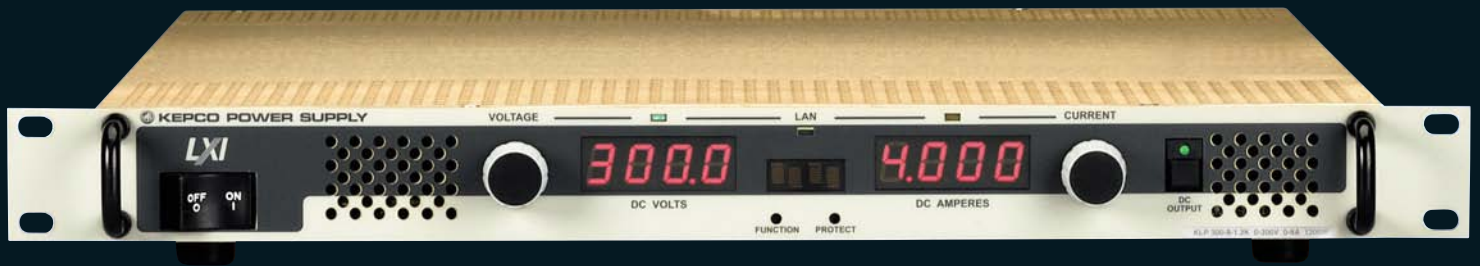 KEPCO POWER SUPPLY
VOLTAGE
LAN
CURRENT
LXI
300.0
4.000
OFF
O
ON
I
DC VOLTS
DC AMPERES
DC
OUTPUT
FUNCTION
PROTECT
KLP